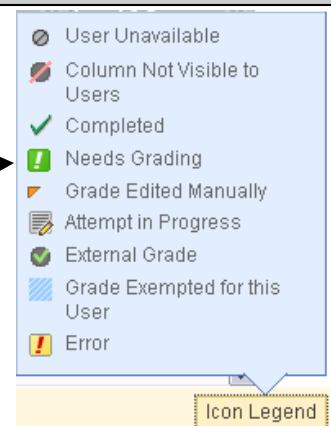 User Unavailable
Column Not Visible to
Users
Completed
Needs Grading
Grade Edited Manually
Attempt in Progress
External Grade
Grade Exempted for this
User
Error
Icon Legend